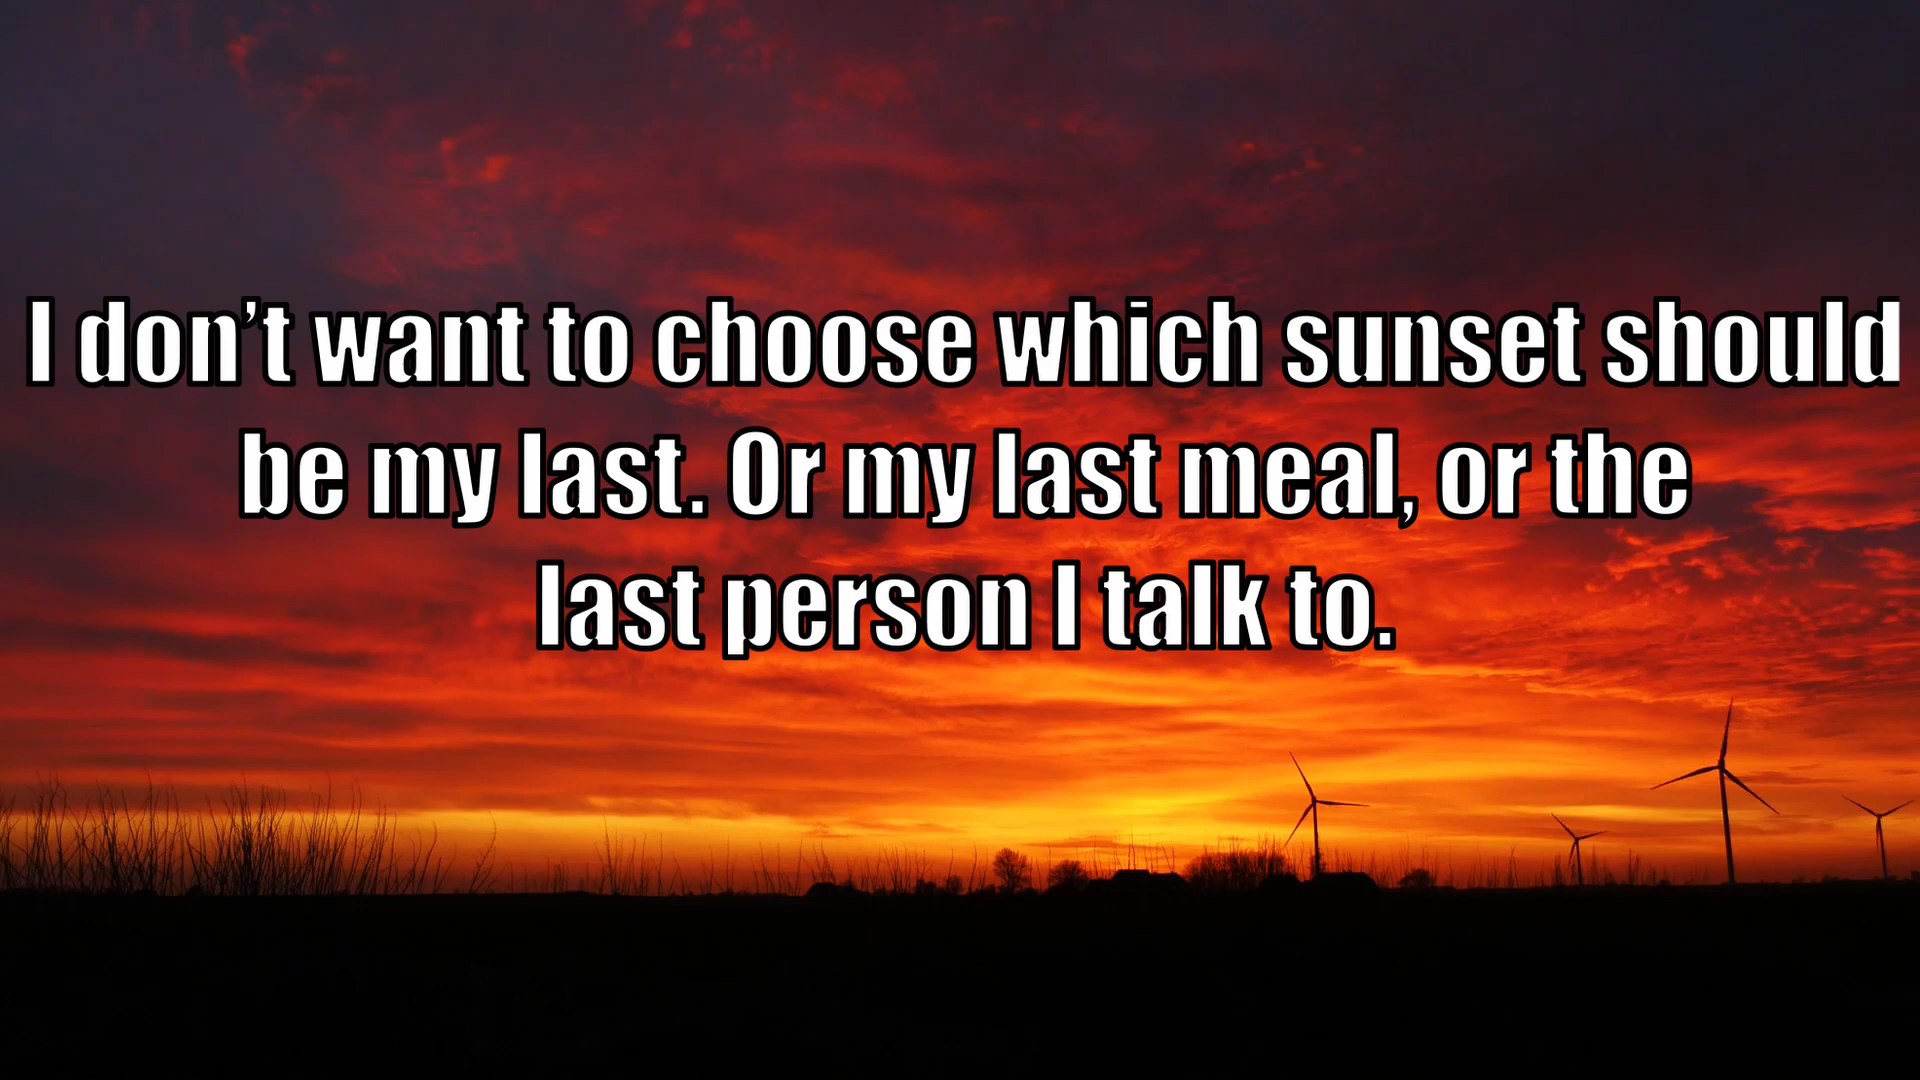 I don’t want to choose which sunset should
be my last. Or my last meal, or the
last person I talk to.